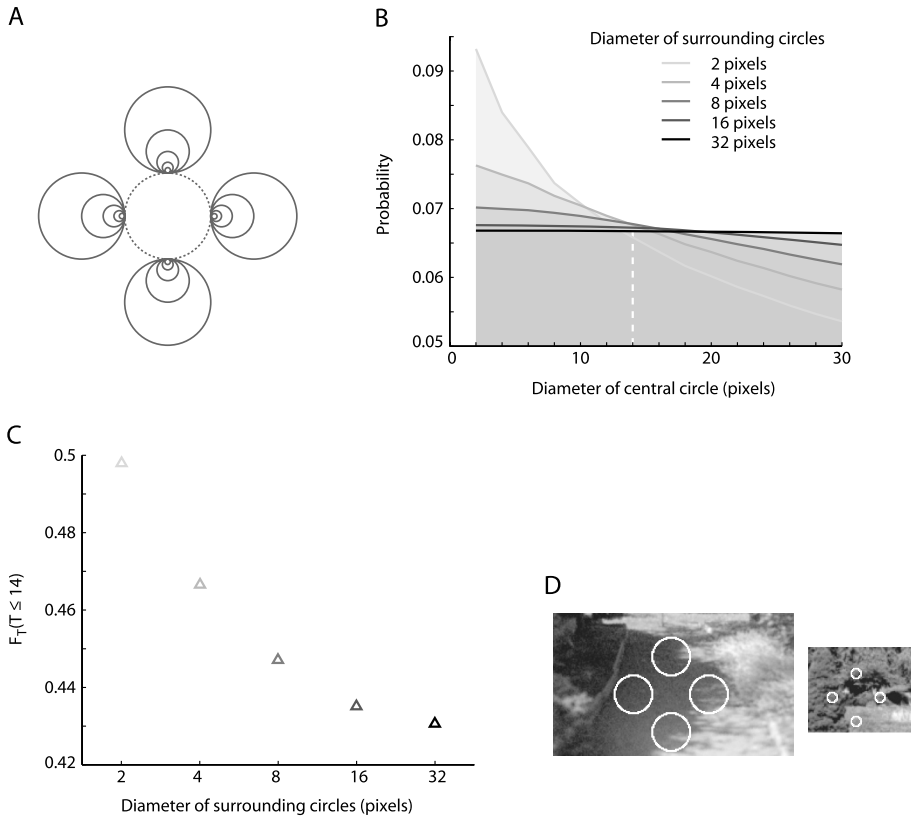 A
B
Diameter of surrounding circles
2 pixels
4 pixels
8 pixels
16 pixels
32 pixels
0.09
0.08
0.07
0.06
0.05
Probability
0 10 20 30
Diameter of central circle (pixels)
C
0.5
0.48
0.46
0.44
0.42
F_T(T ≤ 14)
2 4 8 16 32
Diameter of surrounding circles (pixels)
D